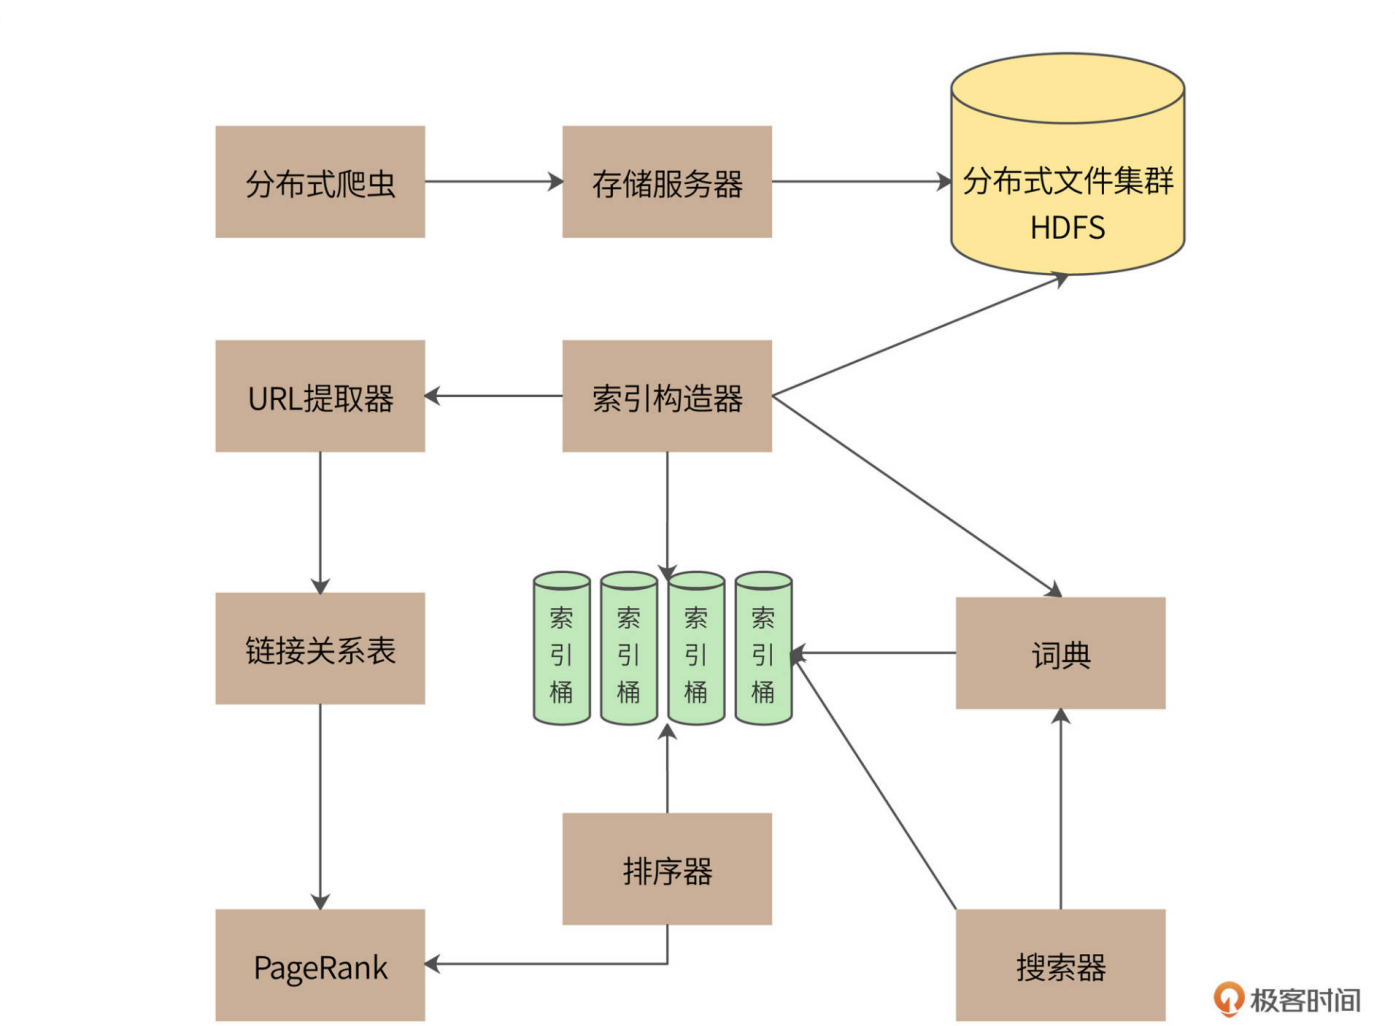 分布式爬虫
存储服务器
分布式文件集群
HDFS
URL提取器
索引构造器
链接关系表
索引桶
索引桶
索引桶
索引桶
词典
排序器
PageRank
搜索器
极客时间